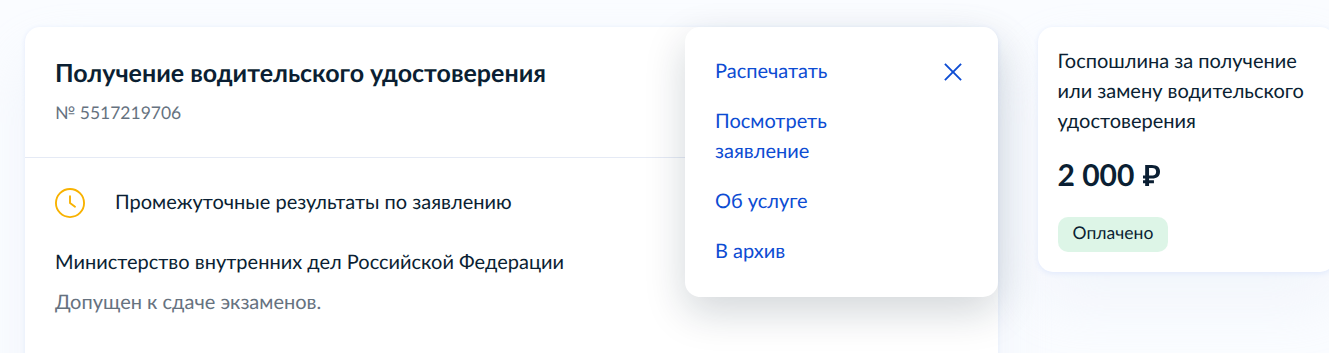 Получение водительского удостоверения
№ 5517219706
Промежуточные результаты по заявлению
Министерство внутренних дел Российской Федерации
Допущен к сдаче экзаменов.
Распечатать
Посмотреть
заявление
Об услуге
В архив
Госпошлина за получение
или замену водительского
удостоверения
2 000 ₽
Оплачено